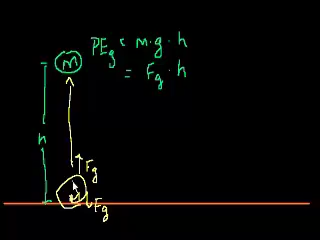 m PEg = m · g · h
= Fg · h
h
Fg
m Fg